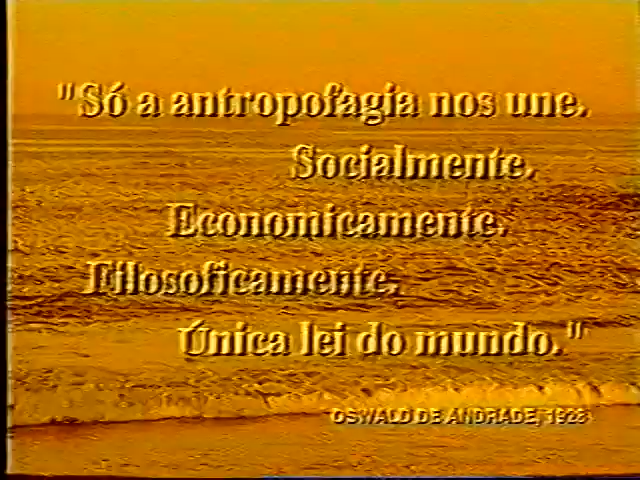 "Só a antropofagia nos une.
Socialmente.
Economicamente.
Filosoficamente.
Única lei do mundo."
OSWALD DE ANDRADE, 1928